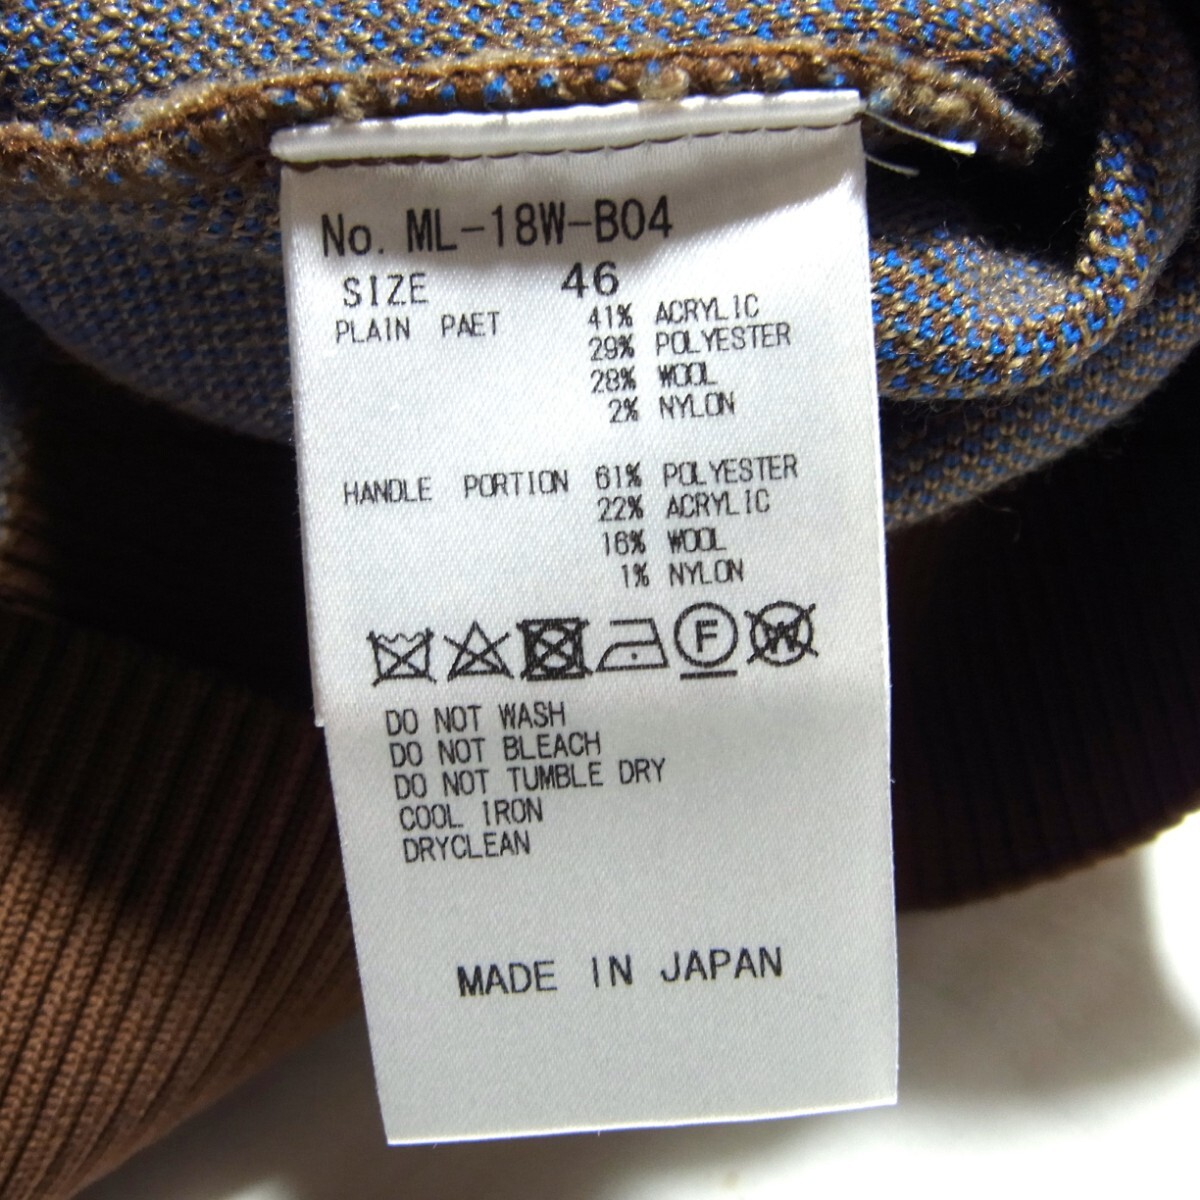 No. ML-18W-B04
SIZE 46
PLAIN PAET 41% ACRYLIC
29% POLYESTER
28% WOOL
2% NYLON
HANDLE PORTION 61% POLYESTER
22% ACRYLIC
16% WOOL
1% NYLON
F W
DO NOT WASH
DO NOT BLEACH
DO NOT TUMBLE DRY
COOL IRON
DRYCLEAN
MADE IN JAPAN